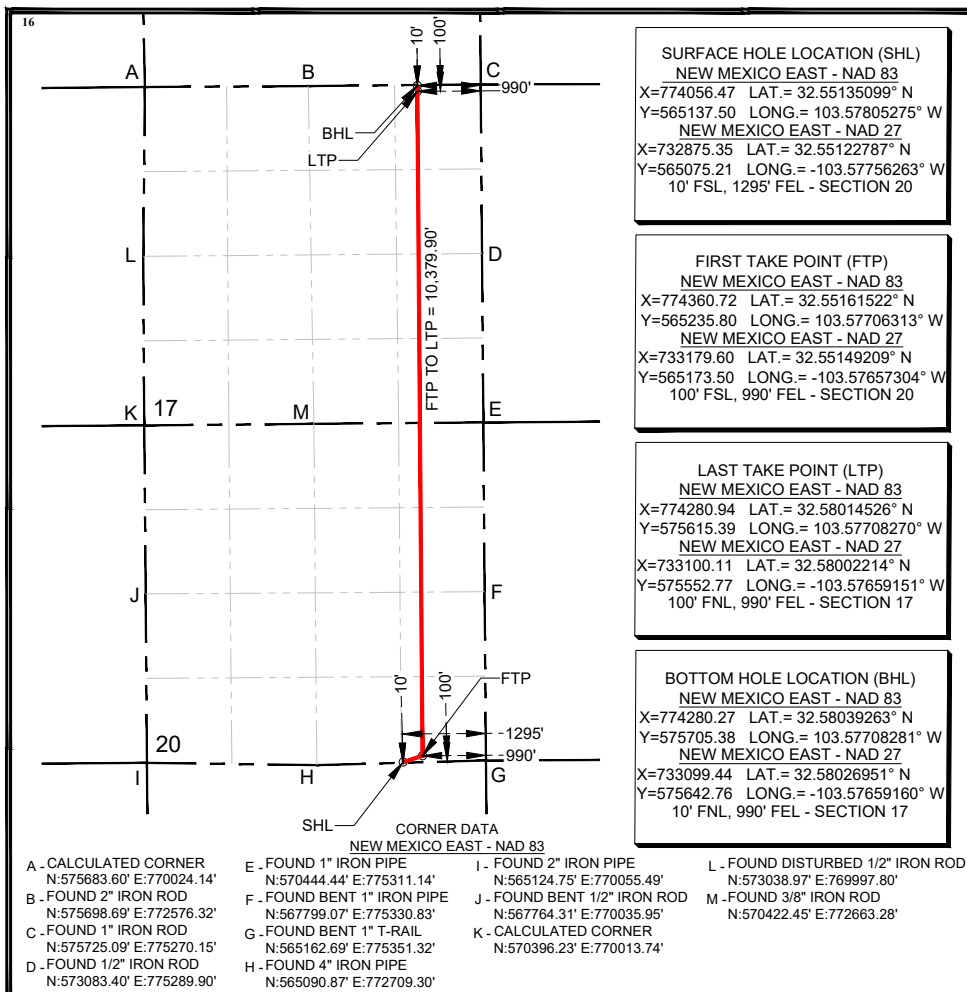 16
10'
100'
A
B
C
990'
BHL
LTP
L
D
FTP TO LTP = 10,379.90'
K
17
M
E
J
F
10'
100'
FTP
1295'
990'
20
I
H
G
SHL
SURFACE HOLE LOCATION (SHL)
NEW MEXICO EAST - NAD 83
X=774056.47 LAT.= 32.55135099° N
Y=565137.50 LONG.= 103.57805275° W
NEW MEXICO EAST - NAD 27
X=732875.35 LAT.= 32.55122787° N
Y=565075.21 LONG.= -103.57756263° W
10' FSL, 1295' FEL - SECTION 20
FIRST TAKE POINT (FTP)
NEW MEXICO EAST - NAD 83
X=774360.72 LAT.= 32.55161522° N
Y=565235.80 LONG.= 103.57706313° W
NEW MEXICO EAST - NAD 27
X=733179.60 LAT.= 32.55149209° N
Y=565173.50 LONG.= -103.57657304° W
100' FSL, 990' FEL - SECTION 20
LAST TAKE POINT (LTP)
NEW MEXICO EAST - NAD 83
X=774280.94 LAT.= 32.58014526° N
Y=575615.39 LONG.= 103.57708270° W
NEW MEXICO EAST - NAD 27
X=733100.11 LAT.= 32.58002214° N
Y=575552.77 LONG.= -103.57659151° W
100' FNL, 990' FEL - SECTION 17
BOTTOM HOLE LOCATION (BHL)
NEW MEXICO EAST - NAD 83
X=774280.27 LAT.= 32.58039263° N
Y=575705.38 LONG.= 103.57708281° W
NEW MEXICO EAST - NAD 27
X=733099.44 LAT.= 32.58026951° N
Y=575642.76 LONG.= -103.57659160° W
10' FNL, 990' FEL - SECTION 17
CORNER DATA
NEW MEXICO EAST - NAD 83
A - CALCULATED CORNER
N:575683.60' E:770024.14'
B - FOUND 2" IRON ROD
N:575698.69' E:772576.32'
C - FOUND 1" IRON ROD
N:575725.09' E:775270.15'
D - FOUND 1/2" IRON ROD
N:573083.40' E:775289.90'
E - FOUND 1" IRON PIPE
N:570444.44' E:775311.14'
F - FOUND BENT 1" IRON PIPE
N:567799.07' E:775330.83'
G - FOUND BENT 1" T-RAIL
N:565162.69' E:775351.32'
H - FOUND 4" IRON PIPE
N:565090.87' E:772709.30'
I - FOUND 2" IRON PIPE
N:565124.75' E:770055.49'
J - FOUND BENT 1/2" IRON ROD
N:567764.31' E:770035.95'
K - CALCULATED CORNER
N:570396.23' E:770013.74'
L - FOUND DISTURBED 1/2" IRON ROD
N:573038.97' E:769997.80'
M - FOUND 3/8" IRON ROD
N:570422.45' E:772663.28'